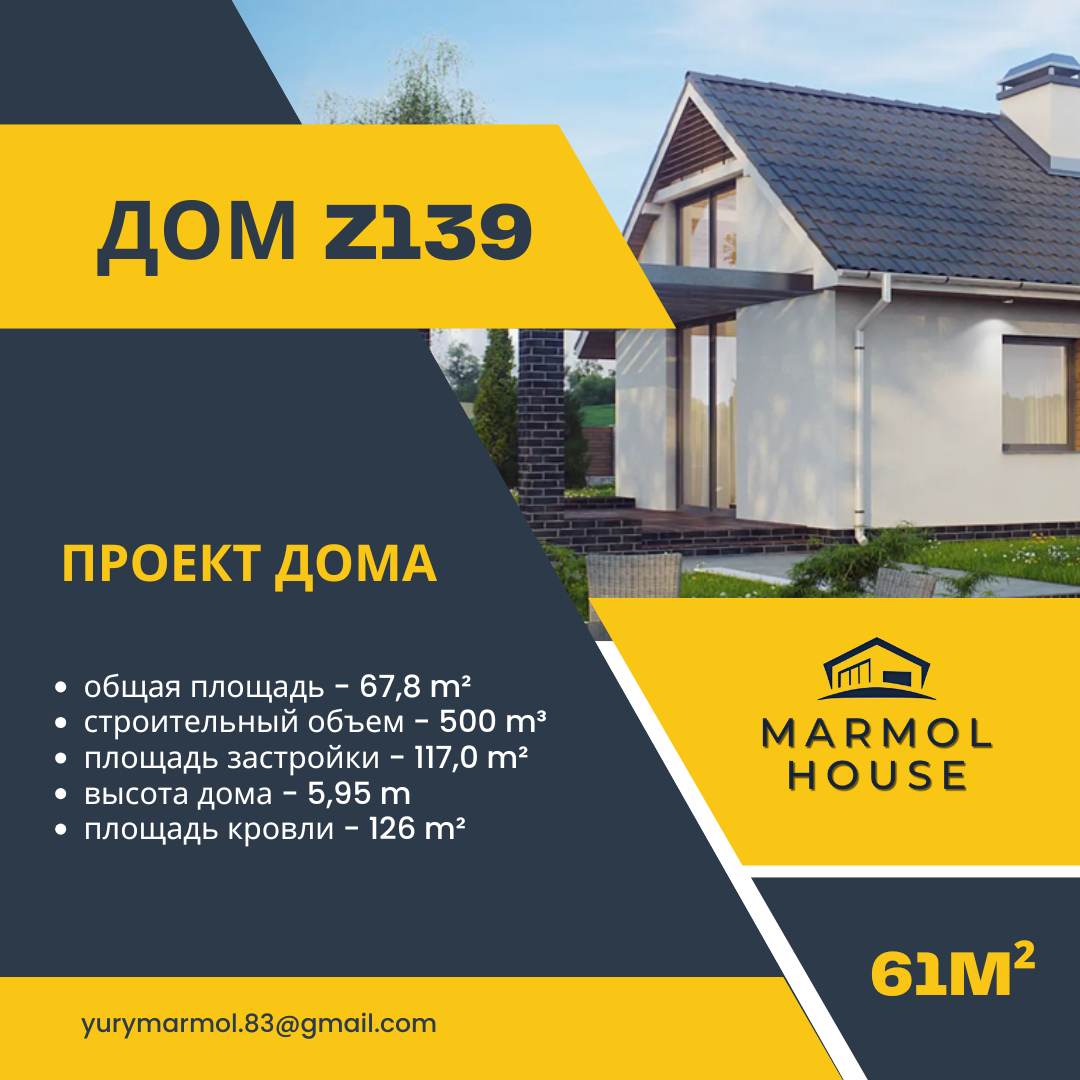 ДОМ Z139
ПРОЕКТ ДОМА
• общая площадь - 67,8 m²
• строительный объем - 500 m³
• площадь застройки - 117,0 m²
• высота дома - 5,95 m
• площадь кровли - 126 m²
MARMOL
HOUSE
61М²
yurymarmol.83@gmail.com